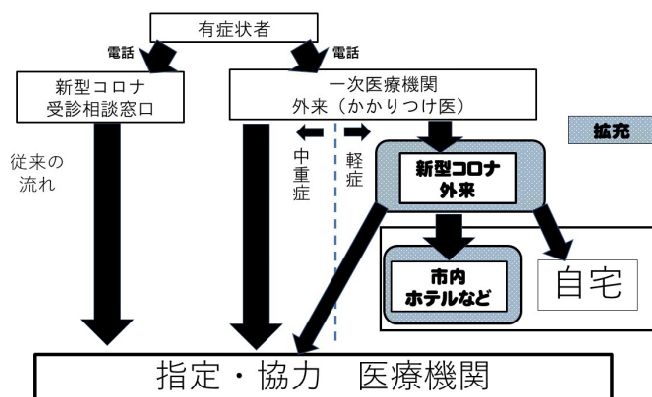 有症状者
電話
電話
新型コロナ
受診相談窓口
一次医療機関
外来（かかりつけ医）
拡充
従来の
流れ
中重症
軽症
新型コロナ
外来
市内
ホテルなど
自宅
指定・協力　医療機関